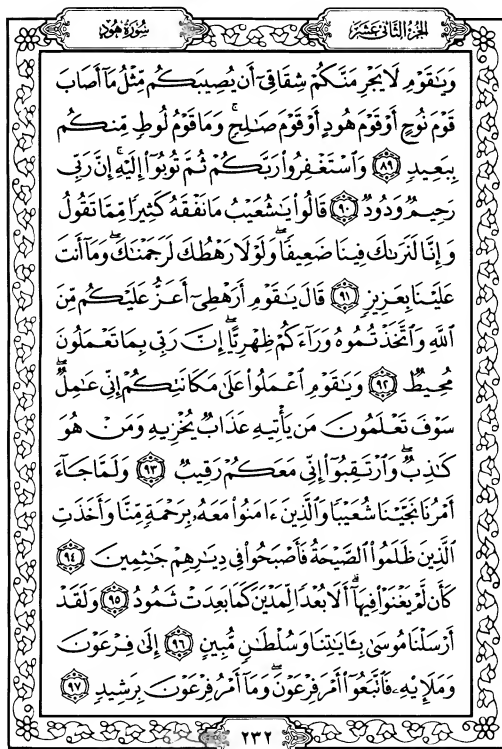 الجزء الثاني عشر
سورة هود
وَيَٰقَوْمِ لَا يَجْرِمَنَّكُمْ شِقَاقِىٓ أَن يُصِيبَكُم مِّثْلُ مَآ أَصَابَ
قَوْمَ نُوحٍ أَوْ قَوْمَ هُودٍ أَوْ قَوْمَ صَٰلِحٍۚ وَمَا قَوْمُ لُوطٍ مِّنكُم
بِبَعِيدٍ ۝٨٩ وَٱسْتَغْفِرُوا۟ رَبَّكُمْ ثُمَّ تُوبُوٓا۟ إِلَيْهِۚ إِنَّ رَبِّى
رَحِيمٌ وَدُودٌ ۝٩٠ قَالُوا۟ يَٰشُعَيْبُ مَا نَفْقَهُ كَثِيرًا مِّمَّا تَقُولُ
وَإِنَّا لَنَرَىٰكَ فِينَا ضَعِيفًاۖ وَلَوْلَا رَهْطُكَ لَرَجَمْنَٰكَۖ وَمَآ أَنتَ
عَلَيْنَا بِعَزِيزٍ ۝٩١ قَالَ يَٰقَوْمِ أَرَهْطِىٓ أَعَزُّ عَلَيْكُم مِّنَ
ٱللَّهِ وَٱتَّخَذْتُمُوهُ وَرَآءَكُمْ ظِهْرِيًّاۖ إِنَّ رَبِّى بِمَا تَعْمَلُونَ
مُحِيطٌ ۝٩٢ وَيَٰقَوْمِ ٱعْمَلُوا۟ عَلَىٰ مَكَانَتِكُمْ إِنِّى عَٰمِلٌۖ
سَوْفَ تَعْلَمُونَ مَن يَأْتِيهِ عَذَابٌ يُخْزِيهِ وَمَنْ هُوَ
كَٰذِبٌۖ وَٱرْتَقِبُوٓا۟ إِنِّى مَعَكُمْ رَقِيبٌ ۝٩٣ وَلَمَّا جَآءَ
أَمْرُنَا نَجَّيْنَا شُعَيْبًا وَٱلَّذِينَ ءَامَنُوا۟ مَعَهُۥ بِرَحْمَةٍ مِّنَّا وَأَخَذَتِ
ٱلَّذِينَ ظَلَمُوا۟ ٱلصَّيْحَةُ فَأَصْبَحُوا۟ فِى دِيَٰرِهِمْ جَٰثِمِينَ ۝٩٤
كَأَن لَّمْ يَغْنَوْا۟ فِيهَآۗ أَلَا بُعْدًا لِّمَدْيَنَ كَمَا بَعِدَتْ ثَمُودُ ۝٩٥ وَلَقَدْ
أَرْسَلْنَا مُوسَىٰ بِـَٔايَٰتِنَا وَسُلْطَٰنٍ مُّبِينٍ ۝٩٦ إِلَىٰ فِرْعَوْنَ
وَمَلَإِي۟هِۦ فَٱتَّبَعُوٓا۟ أَمْرَ فِرْعَوْنَۖ وَمَآ أَمْرُ فِرْعَوْنَ بِرَشِيدٍ ۝٩٧
٢٣٢